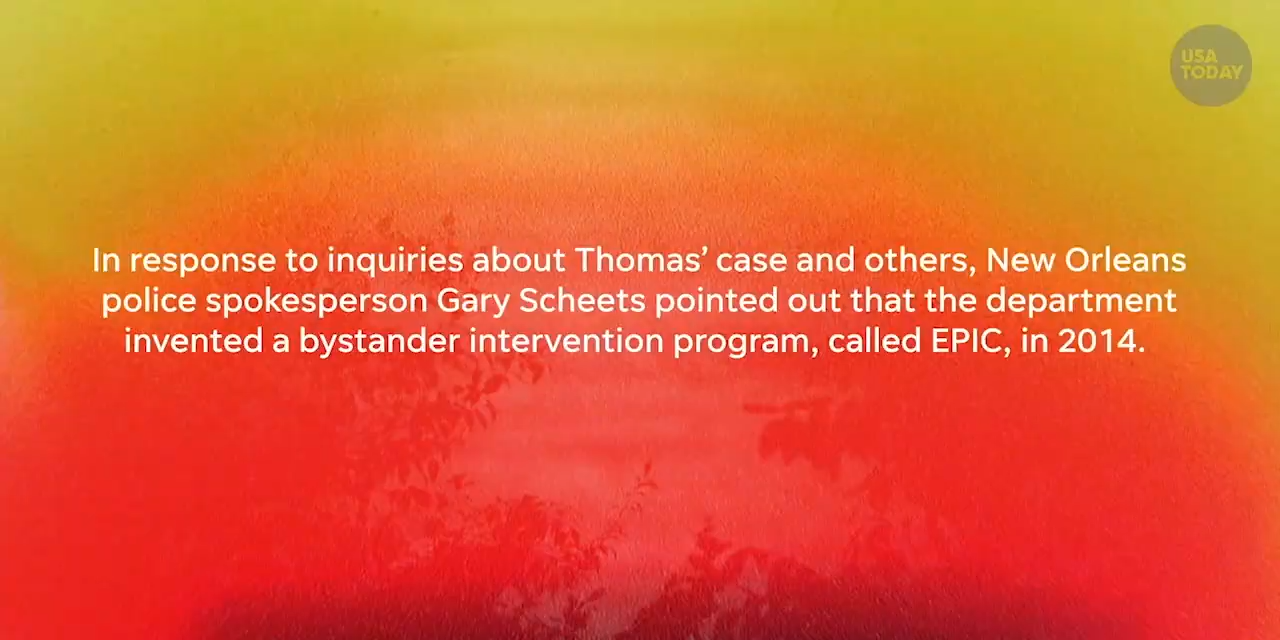 USA
TODAY
In response to inquiries about Thomas’ case and others, New Orleans
police spokesperson Gary Scheets pointed out that the department
invented a bystander intervention program, called EPIC, in 2014.